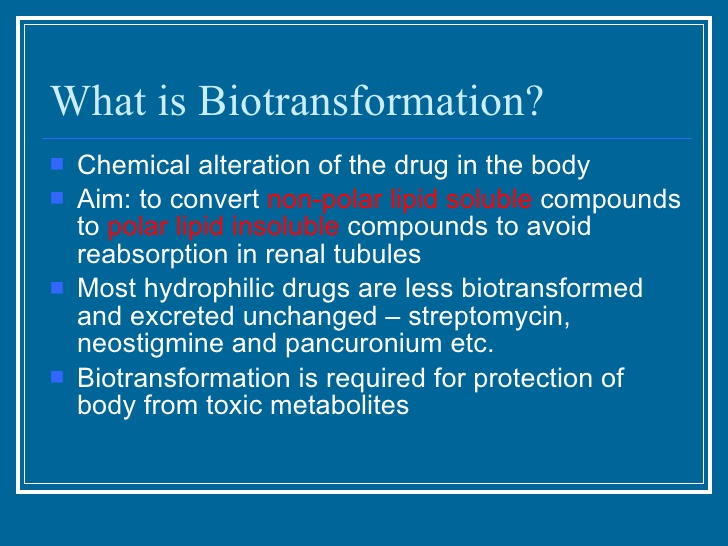 What is Biotransformation?
Chemical alteration of the drug in the body
Aim: to convert non-polar lipid soluble compounds
to polar lipid insoluble compounds to avoid
reabsorption in renal tubules
Most hydrophilic drugs are less biotransformed
and excreted unchanged – streptomycin,
neostigmine and pancuronium etc.
Biotransformation is required for protection of
body from toxic metabolites